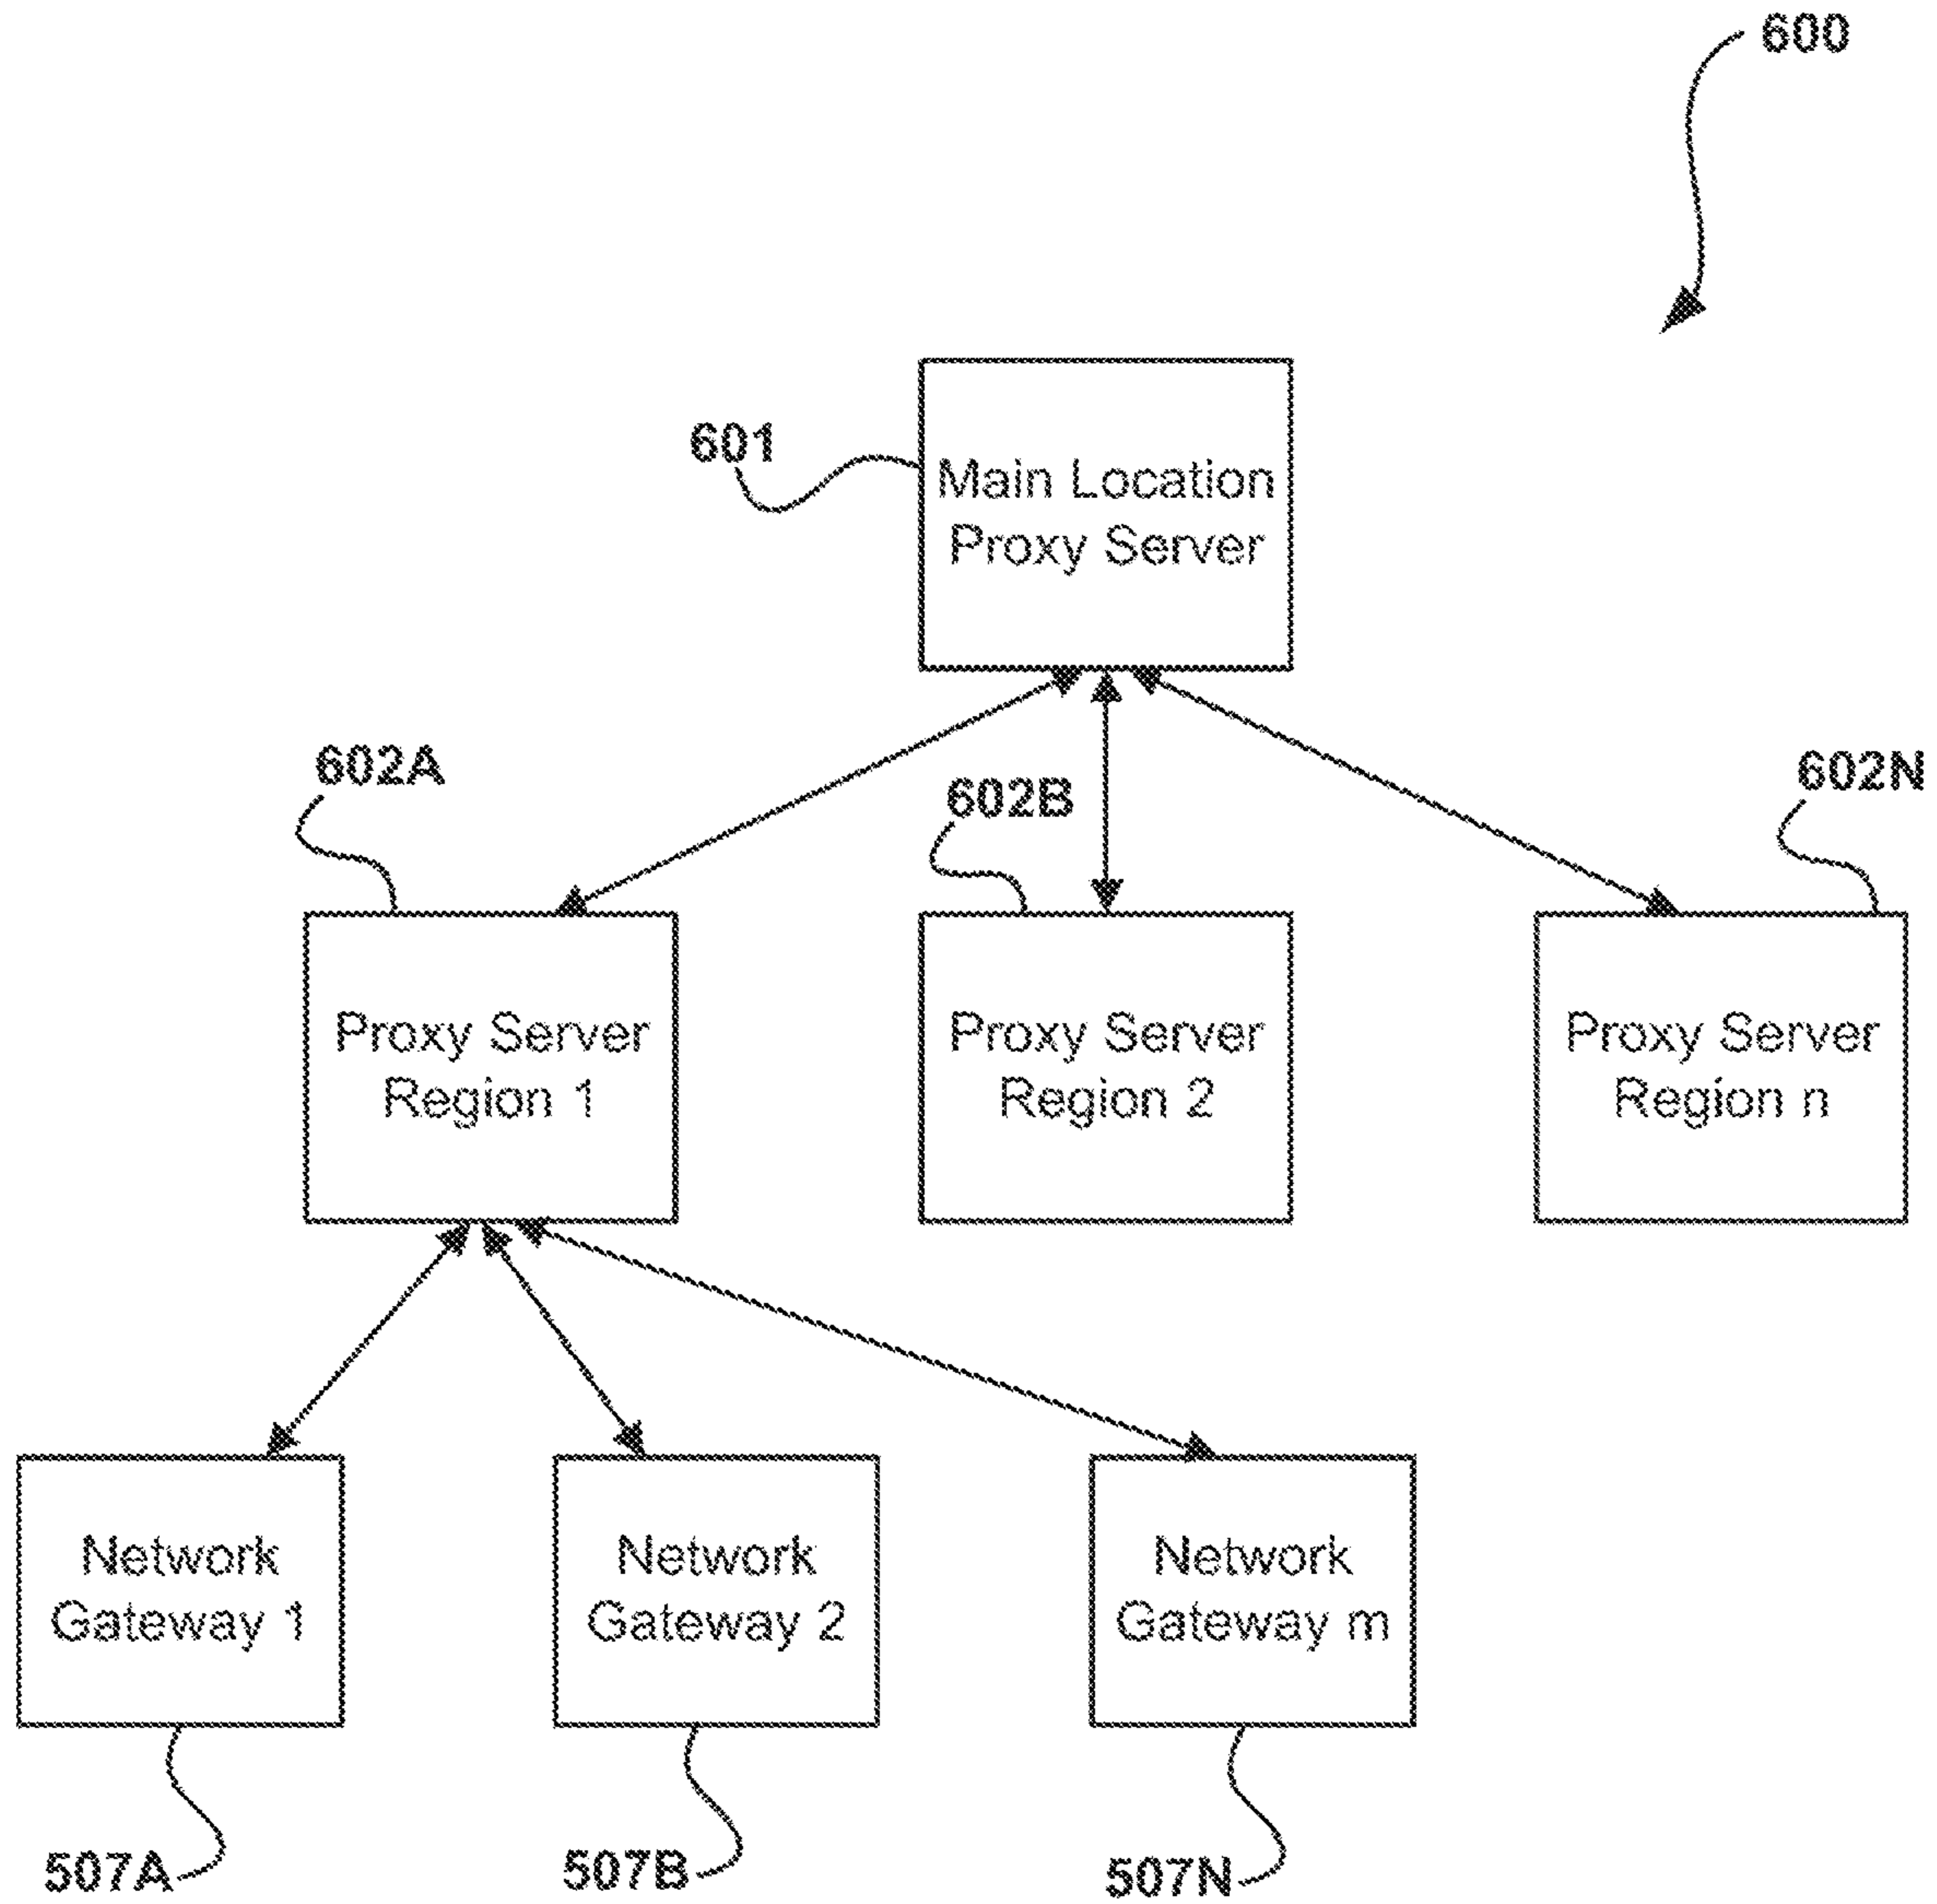 600
601
Main Location
Proxy Server
602A
602B
602N
Proxy Server
Region 1
Proxy Server
Region 2
Proxy Server
Region n
Network
Gateway 1
Network
Gateway 2
Network
Gateway m
507A
507B
507N